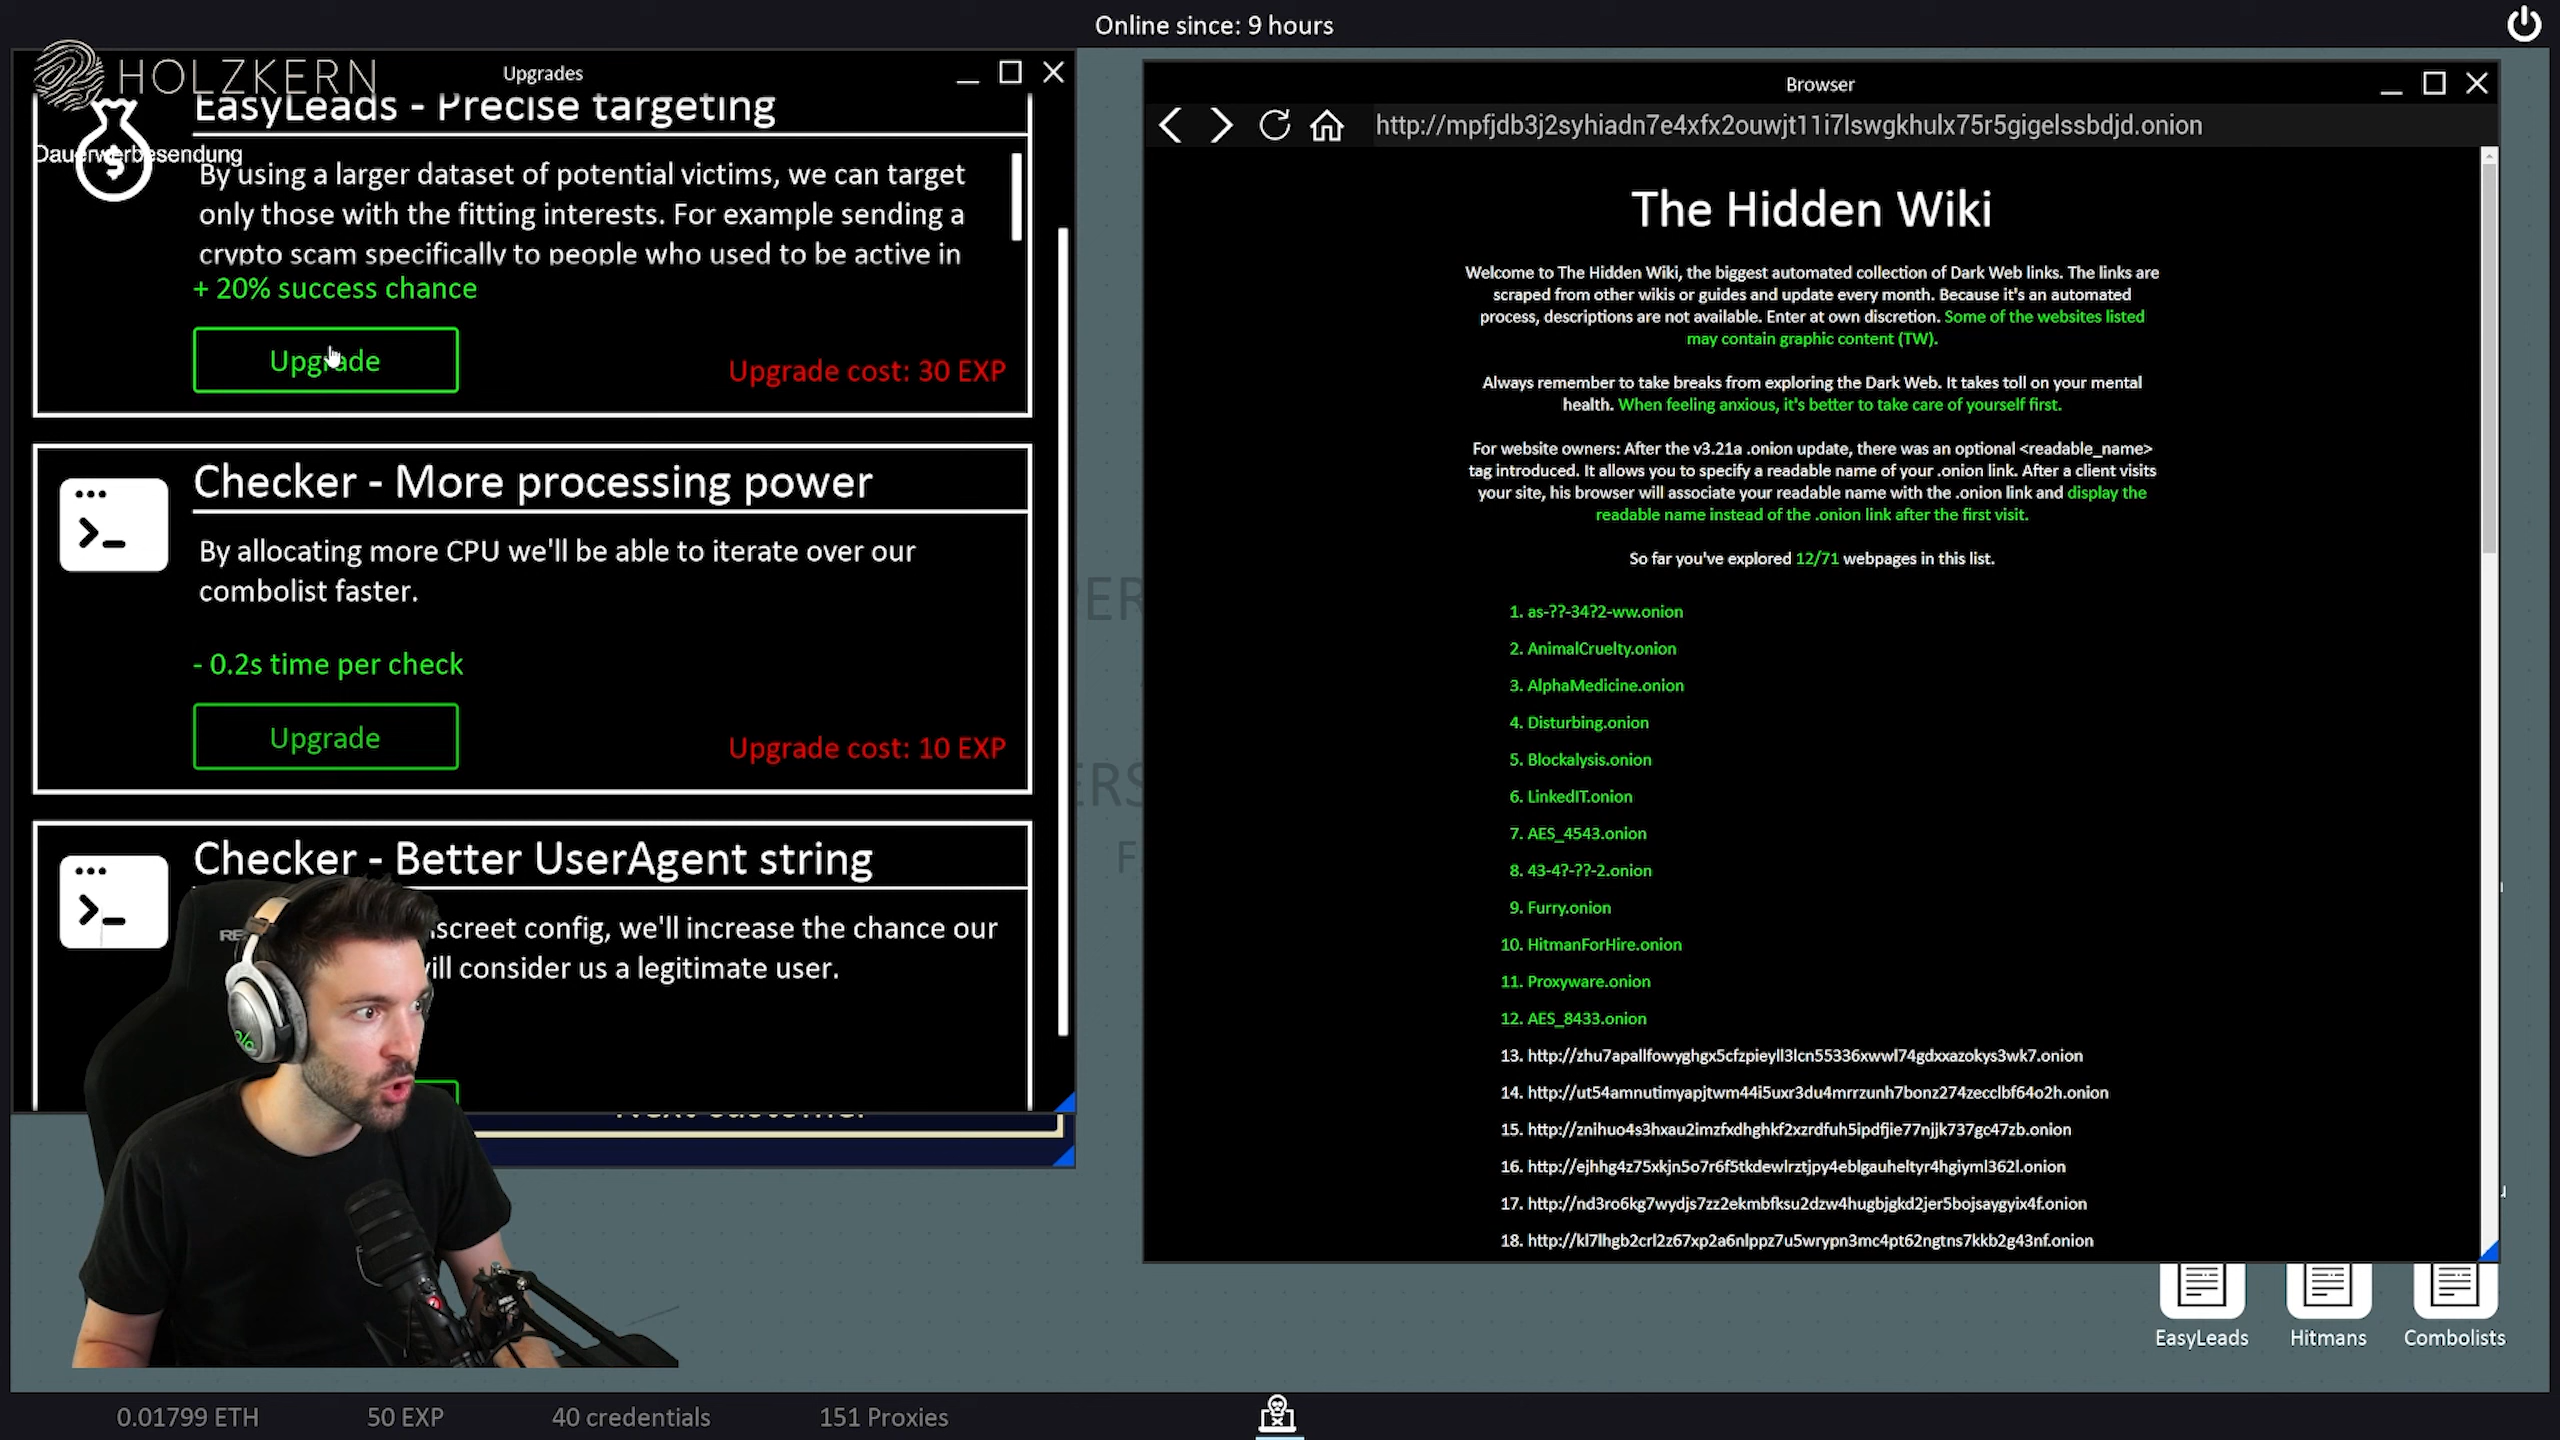 Online since: 9 hours
HOLZKERN
Dauerwerbesendung
Upgrades
EasyLeads - Precise targeting
By using a larger dataset of potential victims, we can target
only those with the fitting interests. For example sending a
crypto scam specifically to people who used to be active in
+ 20% success chance
Upgrade
Upgrade cost: 30 EXP
Checker - More processing power
By allocating more CPU we'll be able to iterate over our
combolist faster.
- 0.2s time per check
Upgrade
Upgrade cost: 10 EXP
Checker - Better UserAgent string
iscreet config, we'll increase the chance our
will consider us a legitimate user.
Next customer
Browser
http://mpfjdb3j2syhiadn7e4xfx2ouwjt11i7lswgkhulx75r5gigelssbdjd.onion
The Hidden Wiki
Welcome to The Hidden Wiki, the biggest automated collection of Dark Web links. The links are
scraped from other wikis or guides and update every month. Because it's an automated
process, descriptions are not available. Enter at own discretion. Some of the websites listed
may contain graphic content (TW).
Always remember to take breaks from exploring the Dark Web. It takes toll on your mental
health. When feeling anxious, it's better to take care of yourself first.
For website owners: After the v3.21a .onion update, there was an optional <readable_name>
tag introduced. It allows you to specify a readable name of your .onion link. After a client visits
your site, his browser will associate your readable name with the .onion link and display the
readable name instead of the .onion link after the first visit.
So far you've explored 12/71 webpages in this list.
1. as-??-34?2-ww.onion
2. AnimalCruelty.onion
3. AlphaMedicine.onion
4. Disturbing.onion
5. Blockalysis.onion
6. LinkedIT.onion
7. AES_4543.onion
8. 43-4?-??-2.onion
9. Furry.onion
10. HitmanForHire.onion
11. Proxyware.onion
12. AES_8433.onion
13. http://zhu7apallfowyghgx5cfzpieyll3lcn55336xwwl74gdxxazokys3wk7.onion
14. http://ut54amnutimyapjtwm44i5uxr3du4mrrzunh7bonz274zecclbf64o2h.onion
15. http://znihuo4s3hxau2imzfxdhghkf2xzrdfuh5ipdfjie77njjk737gc47zb.onion
16. http://ejhhg4z75xkjn5o7r6f5tkdewlrztjpy4eblgauheltyr4hgiyml362l.onion
17. http://nd3ro6kg7wydjs7zz2ekmbfksu2dzw4hugbjgkd2jer5bojsaygyix4f.onion
18. http://kl7lhgb2crl2z67xp2a6nlppz7u5wrypn3mc4pt62ngtns7kkb2g43nf.onion
EasyLeads
Hitmans
Combolists
0.01799 ETH
50 EXP
40 credentials
151 Proxies